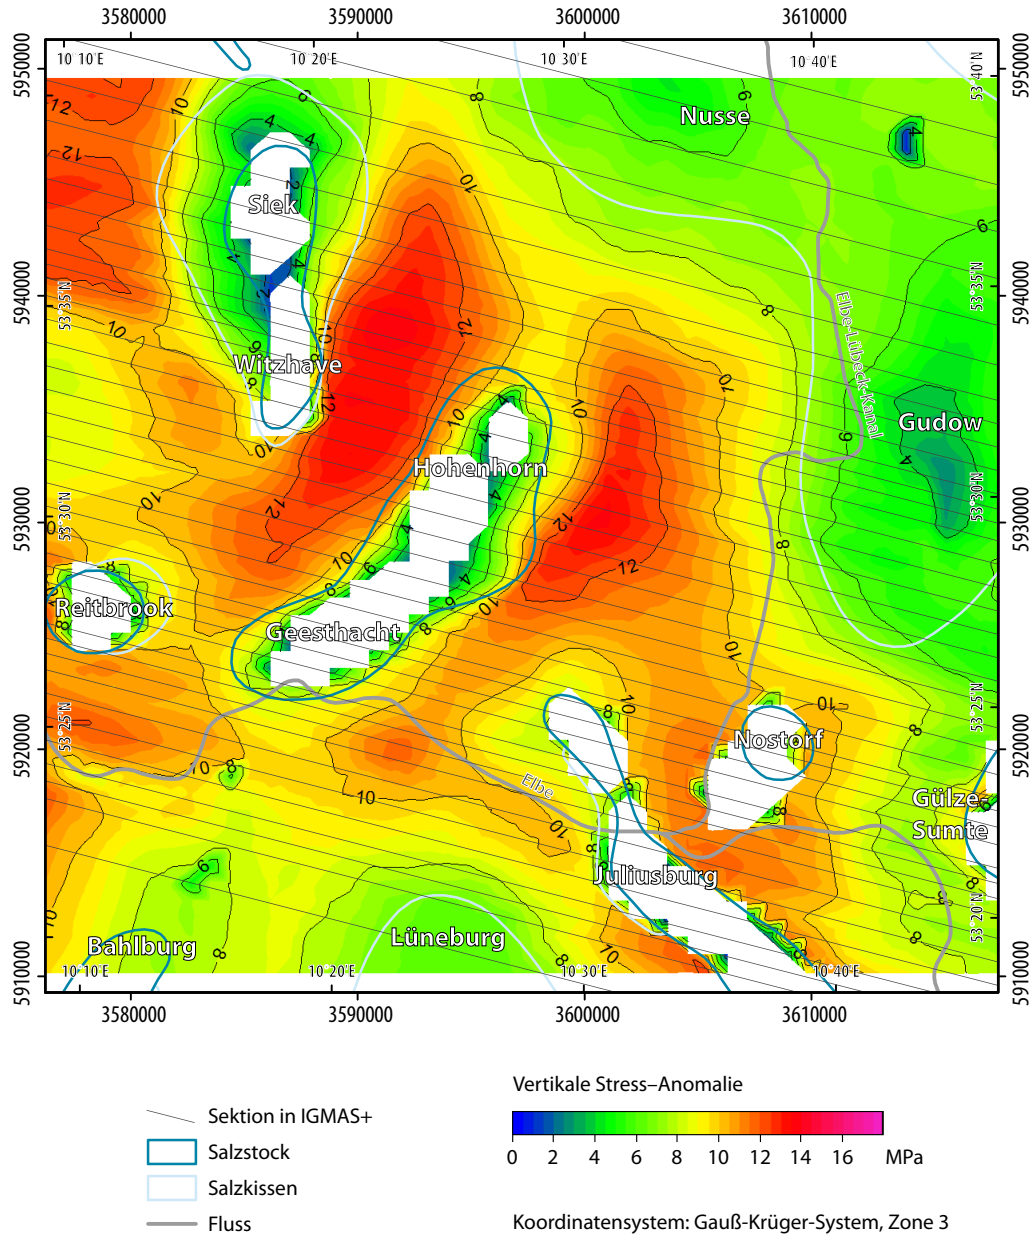 3580000 3590000 3600000 3610000
10°10'E 10°20'E 10°30'E 10°40'E
5950000 5950000
53°40'N
Nusse
Siek
5940000 5940000
53°35'N 53°35'N
Elbe-Lübeck-Kanal
Witzhave
Gudow
Hohenhorn
5930000 5930000
53°30'N 53°30'N
Reitbrook
Geesthacht
53°25'N 53°25'N
5920000 5920000
Nostorf
Elbe
Gülze-
Sumte
Juliusburg
53°20'N
Lüneburg
Bahlburg
5910000 5910000
10°10'E 10°20'E 10°30'E 10°40'E
3580000 3590000 3600000 3610000
Vertikale Stress–Anomalie
0 2 4 6 8 10 12 14 16 MPa
Sektion in IGMAS+
Salzstock
Salzkissen
Fluss
Koordinatensystem: Gauß-Krüger-System, Zone 3